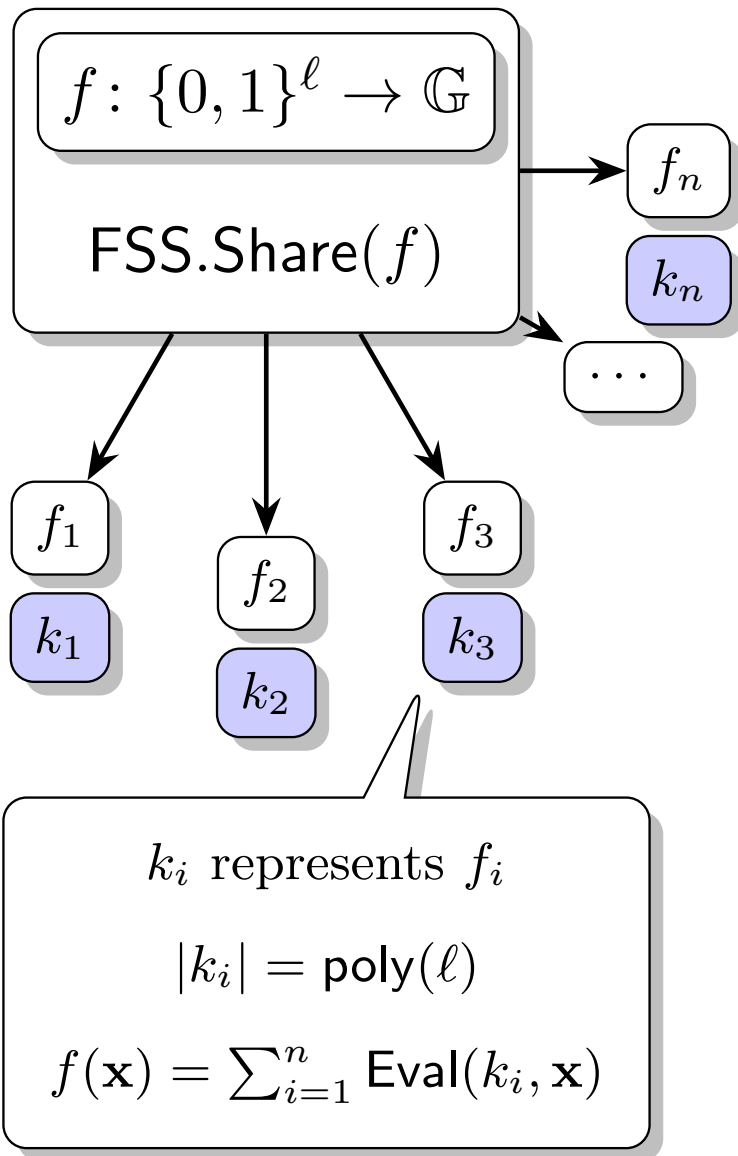 f: {0, 1}^ℓ → 𝔾
FSS.Share(f)
f_n
k_n
···
f_1
k_1
f_2
k_2
f_3
k_3
k_i represents f_i
|k_i| = poly(ℓ)
f(𝐱) = ∑_{i=1}^n Eval(k_i, 𝐱)